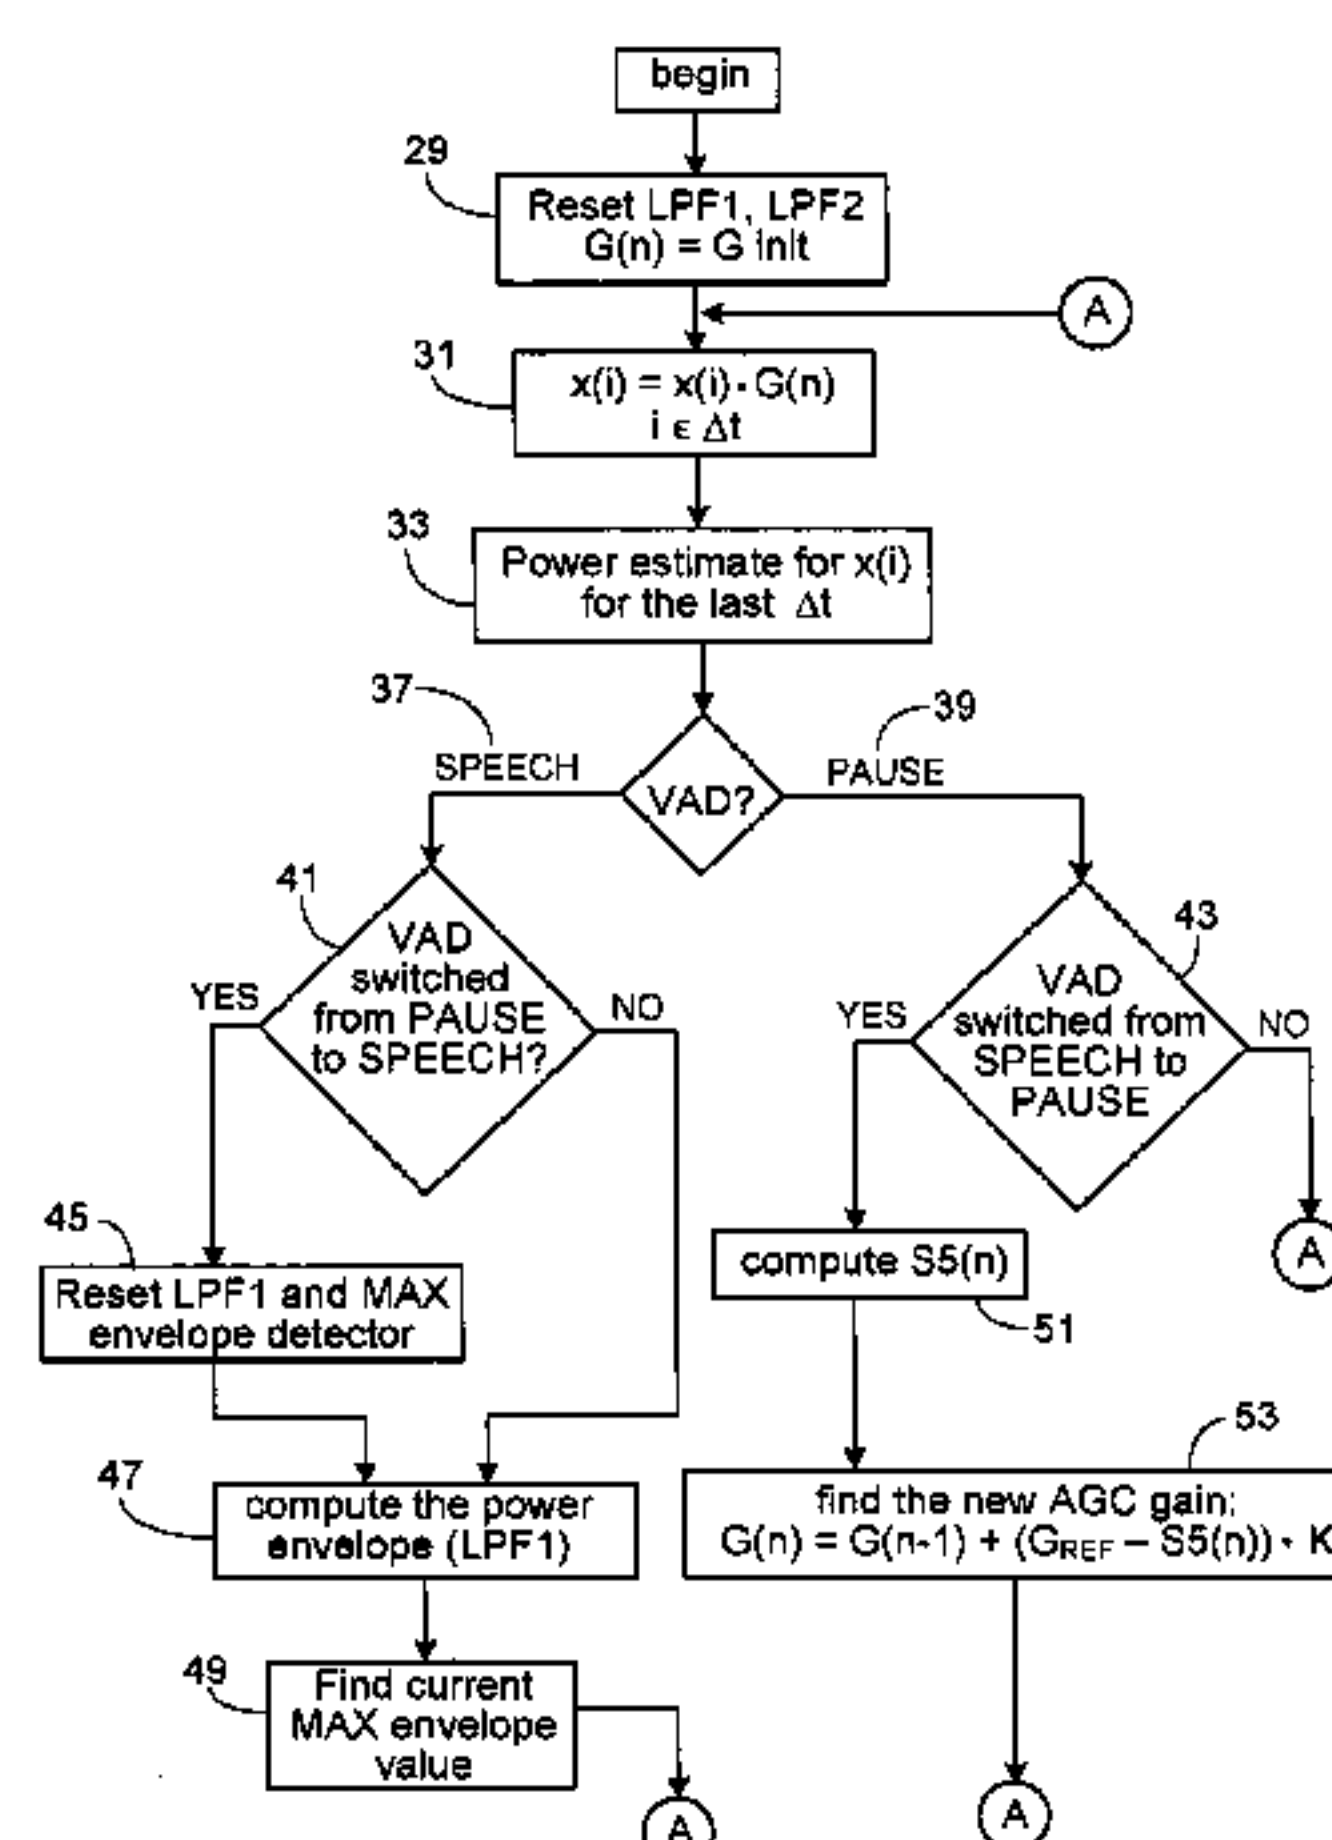 begin
29
Reset LPF1, LPF2
G(n) = G init
A
31
x(i) = x(i) · G(n)
i ϵ Δt
33
Power estimate for x(i)
for the last Δt
37
39
SPEECH
PAUSE
VAD?
41
VAD
switched
from PAUSE
to SPEECH?
YES
NO
43
VAD
switched from
SPEECH to
PAUSE
YES
NO
A
45
Reset LPF1 and MAX
envelope detector
compute S5(n)
51
47
compute the power
envelope (LPF1)
53
find the new AGC gain:
G(n) = G(n-1) + (GREF – S5(n)) · K
49
Find current
MAX envelope
value
A
A